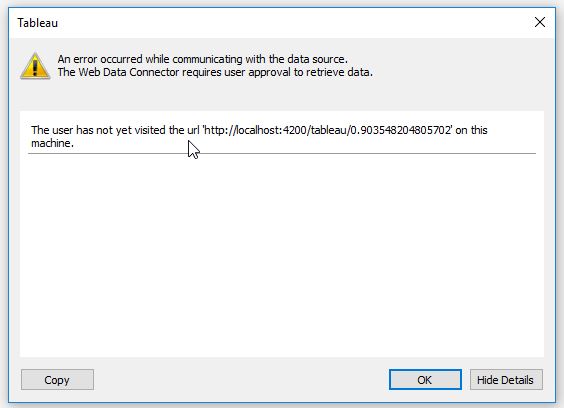 Tableau
An error occurred while communicating with the data source.
The Web Data Connector requires user approval to retrieve data.
The user has not yet visited the url 'http://localhost:4200/tableau/0.903548204805702' on this
machine.
Copy
OK
Hide Details